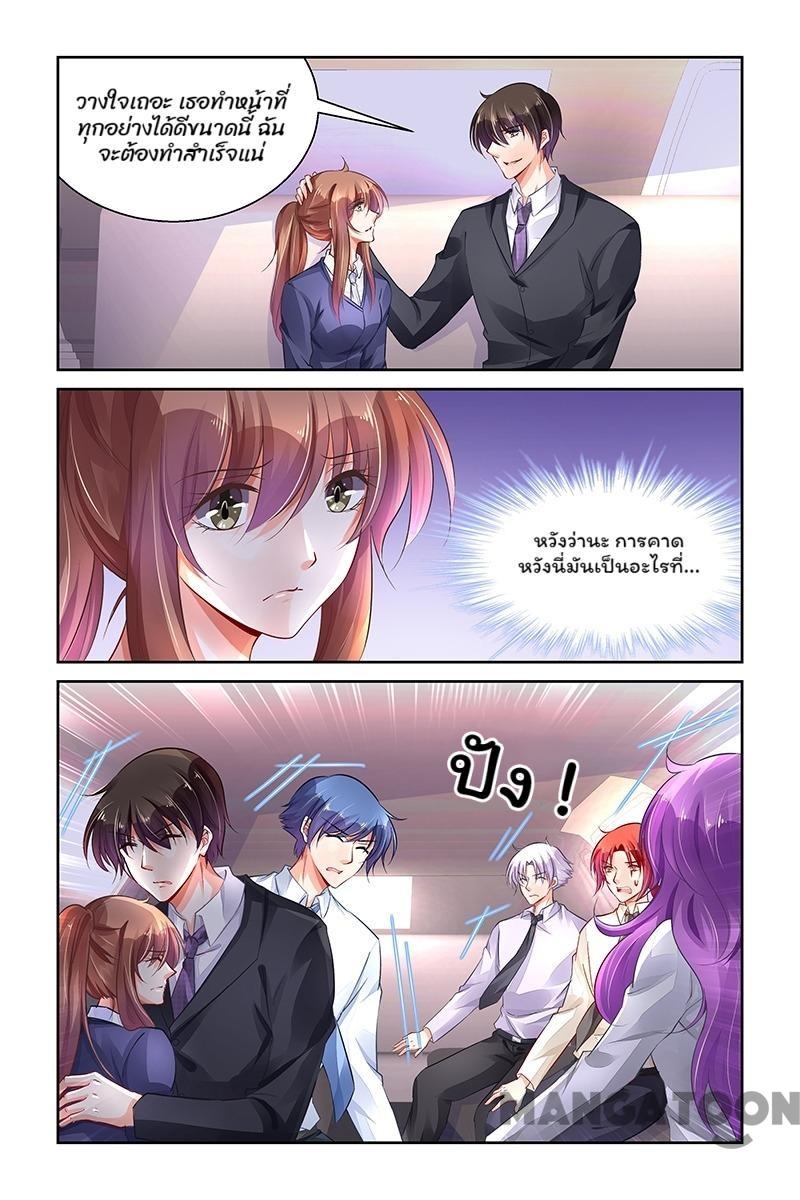 วางใจเถอะ เธอทำหน้าที่
ทุกอย่างได้ดีขนาดนี้ ฉัน
จะต้องทำสำเร็จแน่
หวังว่านะ การคาด
หวังนี่มันเป็นอะไรที่...
ปัง !
MANGATOON